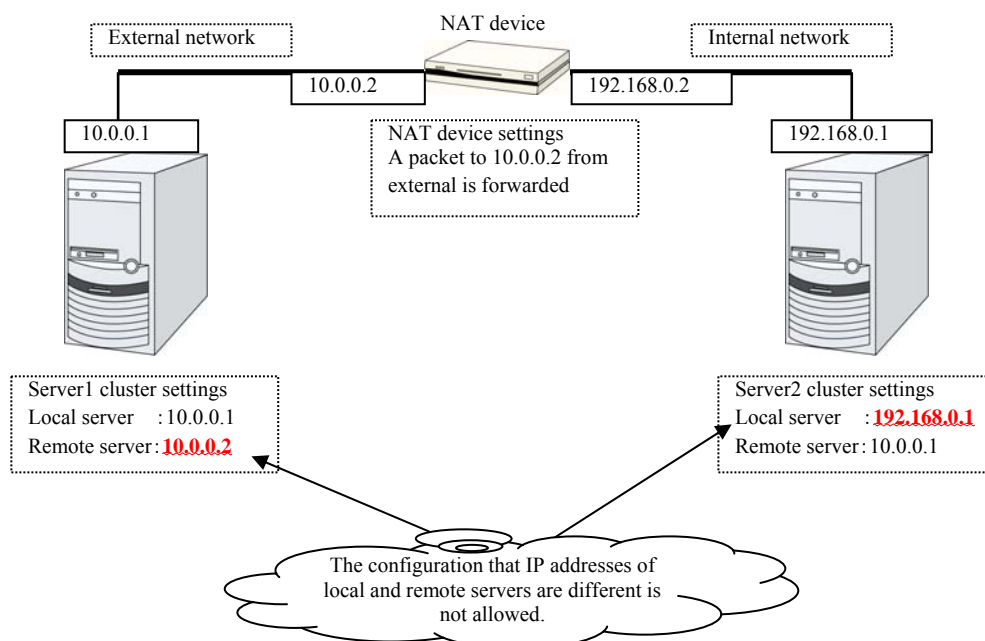 NAT device
External network
Internal network
10.0.0.2
192.168.0.2
10.0.0.1
192.168.0.1
NAT device settings
A packet to 10.0.0.2 from
external is forwarded
Server1 cluster settings
Local server :10.0.0.1
Remote server:10.0.0.2
Server2 cluster settings
Local server :192.168.0.1
Remote server:10.0.0.1
The configuration that IP addresses of
local and remote servers are different is
not allowed.